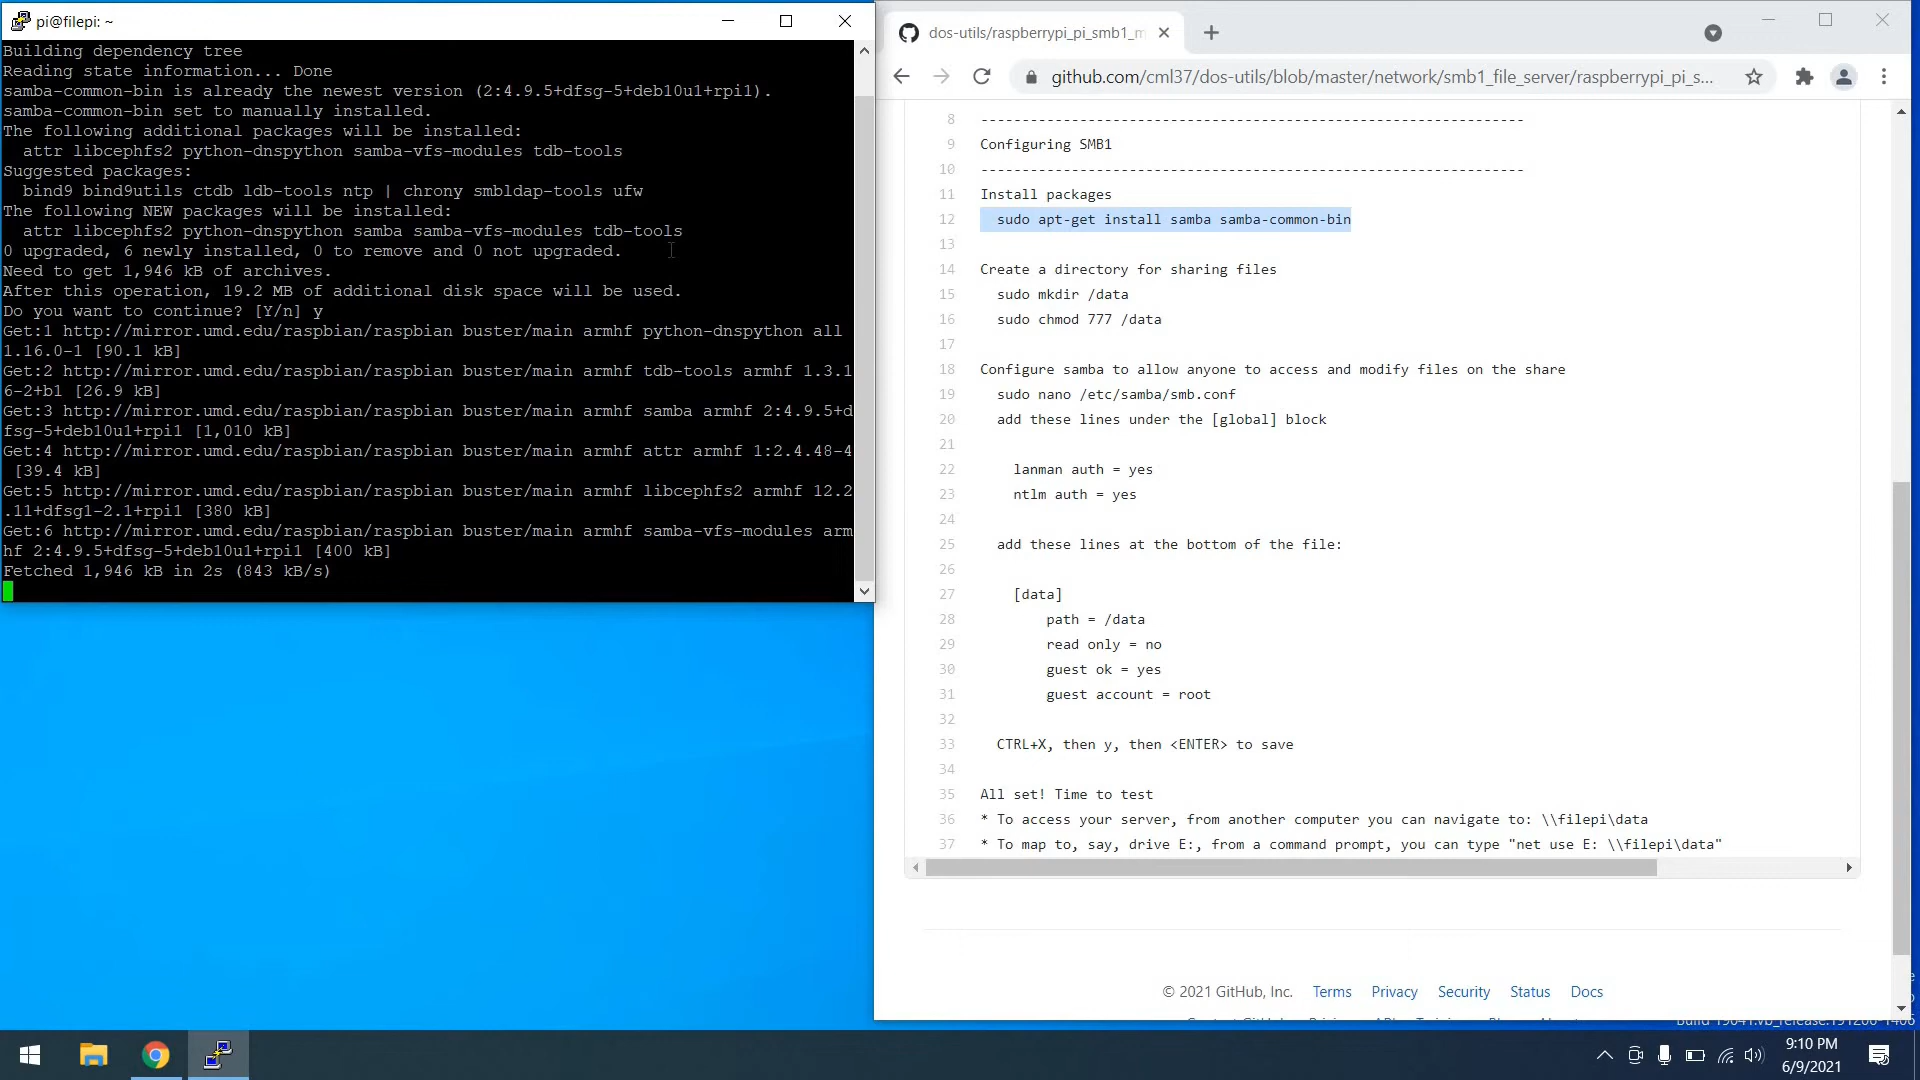 pi@filepi: ~
Building dependency tree
Reading state information... Done
samba-common-bin is already the newest version (2:4.9.5+dfsg-5+deb10u1+rpi1).
samba-common-bin set to manually installed.
The following additional packages will be installed:
  attr libcephfs2 python-dnspython samba-vfs-modules tdb-tools
Suggested packages:
  bind9 bind9utils ctdb ldb-tools ntp | chrony smbldap-tools ufw
The following NEW packages will be installed:
  attr libcephfs2 python-dnspython samba samba-vfs-modules tdb-tools
0 upgraded, 6 newly installed, 0 to remove and 0 not upgraded.
Need to get 1,946 kB of archives.
After this operation, 19.2 MB of additional disk space will be used.
Do you want to continue? [Y/n] y
Get:1 http://mirror.umd.edu/raspbian/raspbian buster/main armhf python-dnspython all
1.16.0-1 [90.1 kB]
Get:2 http://mirror.umd.edu/raspbian/raspbian buster/main armhf tdb-tools armhf 1.3.1
6-2+b1 [26.9 kB]
Get:3 http://mirror.umd.edu/raspbian/raspbian buster/main armhf samba armhf 2:4.9.5+d
fsg-5+deb10u1+rpi1 [1,010 kB]
Get:4 http://mirror.umd.edu/raspbian/raspbian buster/main armhf attr armhf 1:2.4.48-4
 [39.4 kB]
Get:5 http://mirror.umd.edu/raspbian/raspbian buster/main armhf libcephfs2 armhf 12.2
.11+dfsg1-2.1+rpi1 [380 kB]
Get:6 http://mirror.umd.edu/raspbian/raspbian buster/main armhf samba-vfs-modules arm
hf 2:4.9.5+dfsg-5+deb10u1+rpi1 [400 kB]
Fetched 1,946 kB in 2s (843 kB/s)
dos-utils/raspberrypi_pi_smb1_m
github.com/cml37/dos-utils/blob/master/network/smb1_file_server/raspberrypi_pi_s...
8 ------------------------------------------------------------------
9 Configuring SMB1
10 ------------------------------------------------------------------
11 Install packages
12   sudo apt-get install samba samba-common-bin
13
14 Create a directory for sharing files
15   sudo mkdir /data
16   sudo chmod 777 /data
17
18 Configure samba to allow anyone to access and modify files on the share
19   sudo nano /etc/samba/smb.conf
20   add these lines under the [global] block
21
22     lanman auth = yes
23     ntlm auth = yes
24
25   add these lines at the bottom of the file:
26
27     [data]
28         path = /data
29         read only = no
30         guest ok = yes
31         guest account = root
32
33   CTRL+X, then y, then <ENTER> to save
34
35 All set! Time to test
36 * To access your server, from another computer you can navigate to: \\filepi\data
37 * To map to, say, drive E:, from a command prompt, you can type "net use E: \\filepi\data"
© 2021 GitHub, Inc. Terms Privacy Security Status Docs
9:10 PM
6/9/2021